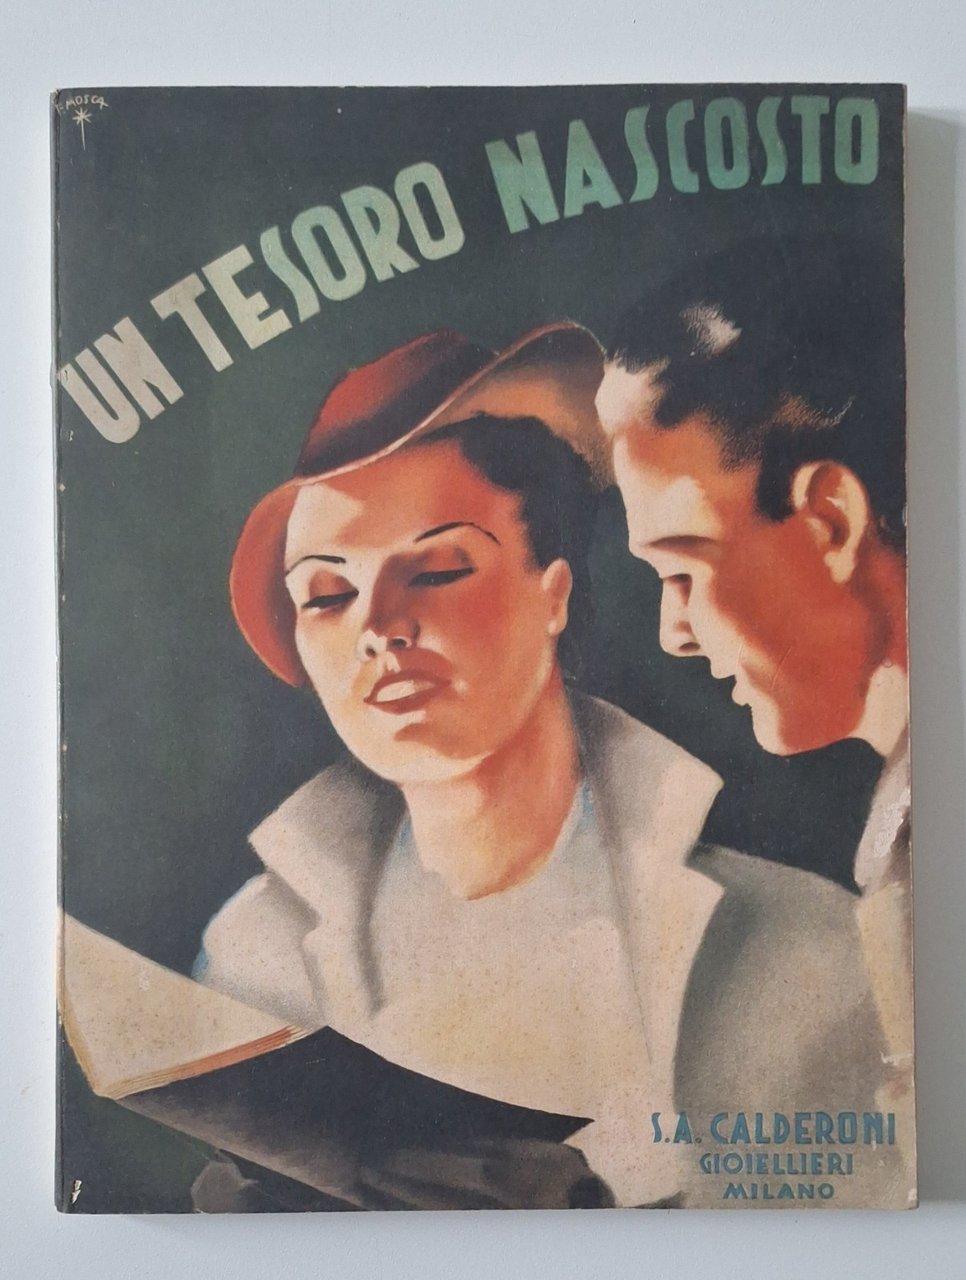 MOSCA
UN TESORO NASCOSTO
S.A. CALDERONI
GIOIELLIERI
MILANO